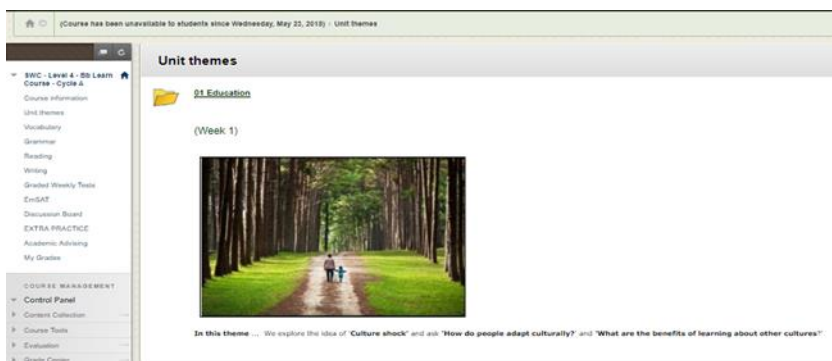 (Course has been unavailable to students since Wednesday, May 23, 2018) › Unit themes
SWC - Level 4 - Bb Learn
Course - Cycle A
Course Information
Unit themes
Vocabulary
Grammar
Reading
Writing
Graded Weekly Tests
EmSAT
Discussion Board
EXTRA PRACTICE
Academic Advising
My Grades
COURSE MANAGEMENT
Control Panel
Content Collection
Course Tools
Evaluation
Grade Center
Unit themes
01 Education
(Week 1)
In this theme ... We explore the idea of 'Culture shock' and ask 'How do people adapt culturally?' and 'What are the benefits of learning about other cultures?'